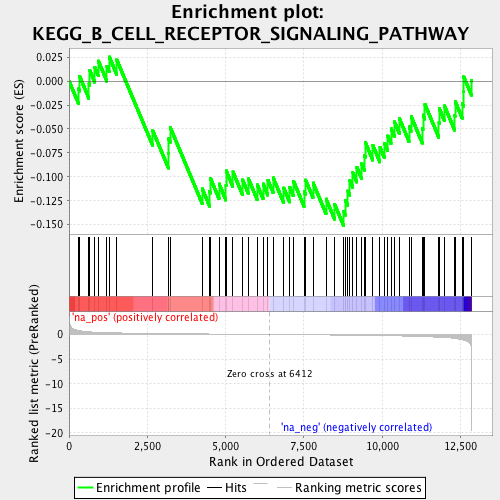 Enrichment plot:
KEGG_B_CELL_RECEPTOR_SIGNALING_PATHWAY
Enrichment score (ES)
0.025
0.000
-0.025
-0.050
-0.075
-0.100
-0.125
-0.150
'na_pos' (positively correlated)
Ranked list metric (PreRanked)
0
-5
-10
-15
-20
Zero cross at 6412
'na_neg' (negatively correlated)
0
2,500
5,000
7,500
10,000
12,500
Rank in Ordered Dataset
Enrichment profile
Hits
Ranking metric scores